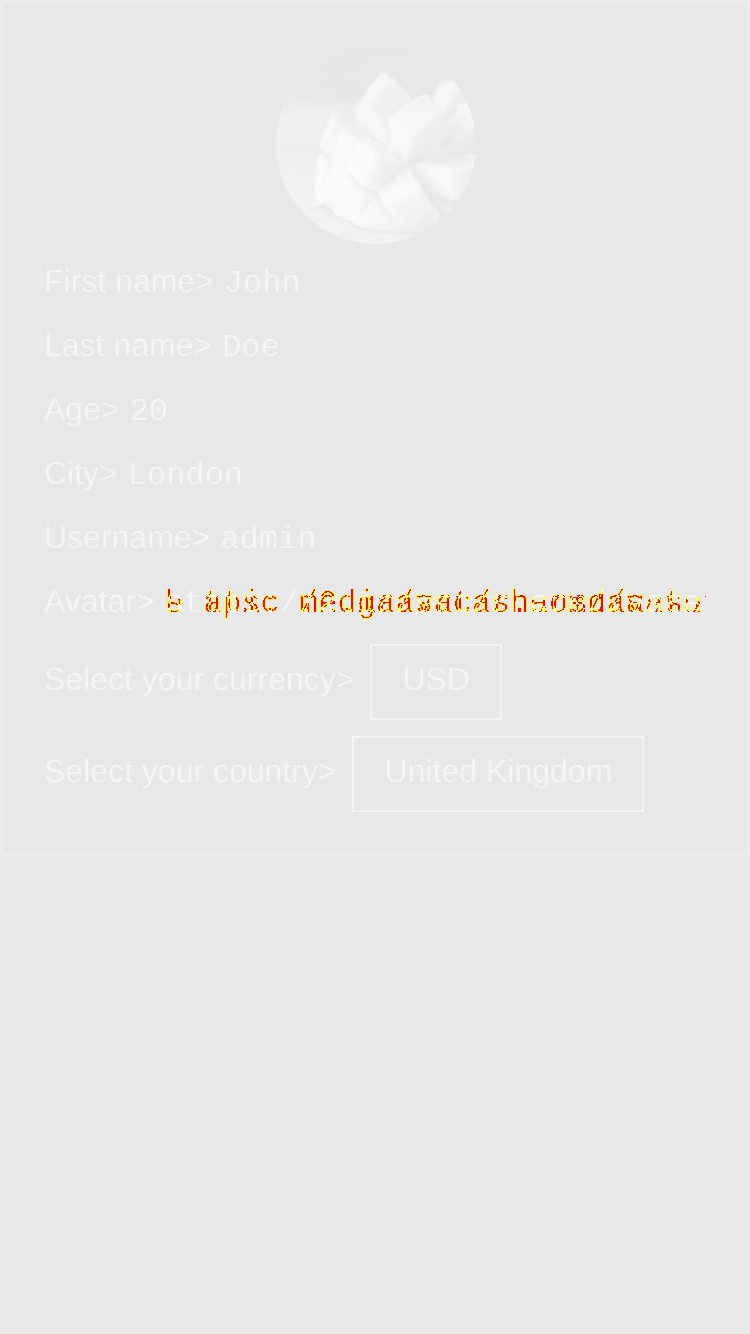 First name> John
Last name> Doe
Age> 20
City> London
Username> admin
Avatar>
Select your currency> USD
Select your country> United Kingdom